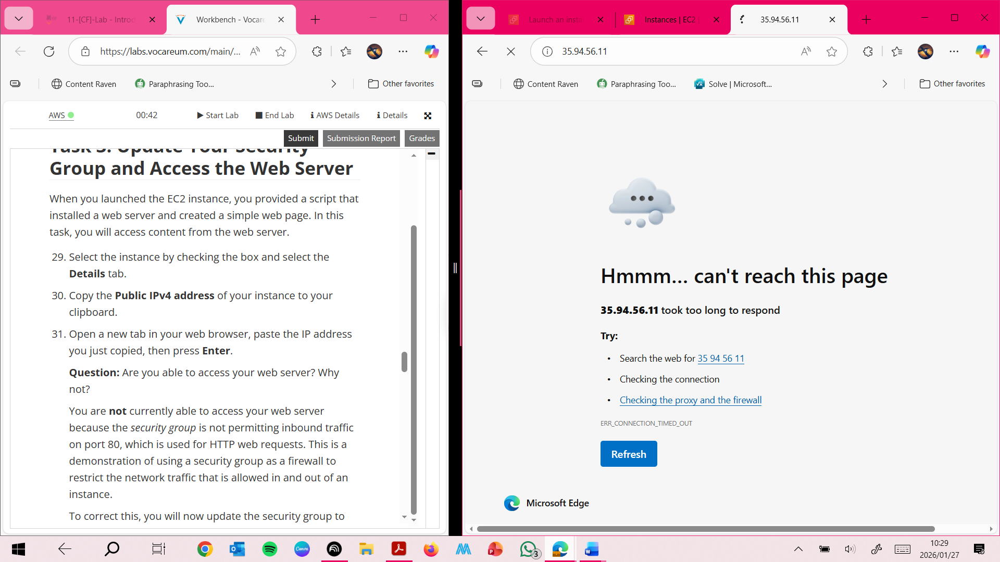 11-[CF]-Lab - Introd
Workbench - Vocare
https://labs.vocareum.com/main/...
Content Raven
Paraphrasing Too...
Other favorites
AWS
00:42
Start Lab
End Lab
AWS Details
Details
Submit
Submission Report
Grades
Task 3: Update Your Security
Group and Access the Web Server
When you launched the EC2 instance, you provided a script that
installed a web server and created a simple web page. In this
task, you will access content from the web server.
29. Select the instance by checking the box and select the
Details tab.
30. Copy the Public IPv4 address of your instance to your
clipboard.
31. Open a new tab in your web browser, paste the IP address
you just copied, then press Enter.
Question: Are you able to access your web server? Why
not?
You are not currently able to access your web server
because the security group is not permitting inbound traffic
on port 80, which is used for HTTP web requests. This is a
demonstration of using a security group as a firewall to
restrict the network traffic that is allowed in and out of an
instance.
To correct this, you will now update the security group to
Launch an insta
Instances | EC2 |
35.94.56.11
35.94.56.11
Content Raven
Paraphrasing Too...
Solve | Microsoft...
Other favorites
Hmmm... can't reach this page
35.94.56.11 took too long to respond
Try:
• Search the web for 35 94 56 11
• Checking the connection
• Checking the proxy and the firewall
ERR_CONNECTION_TIMED_OUT
Refresh
Microsoft Edge
Canva
3
10:29
2026/01/27